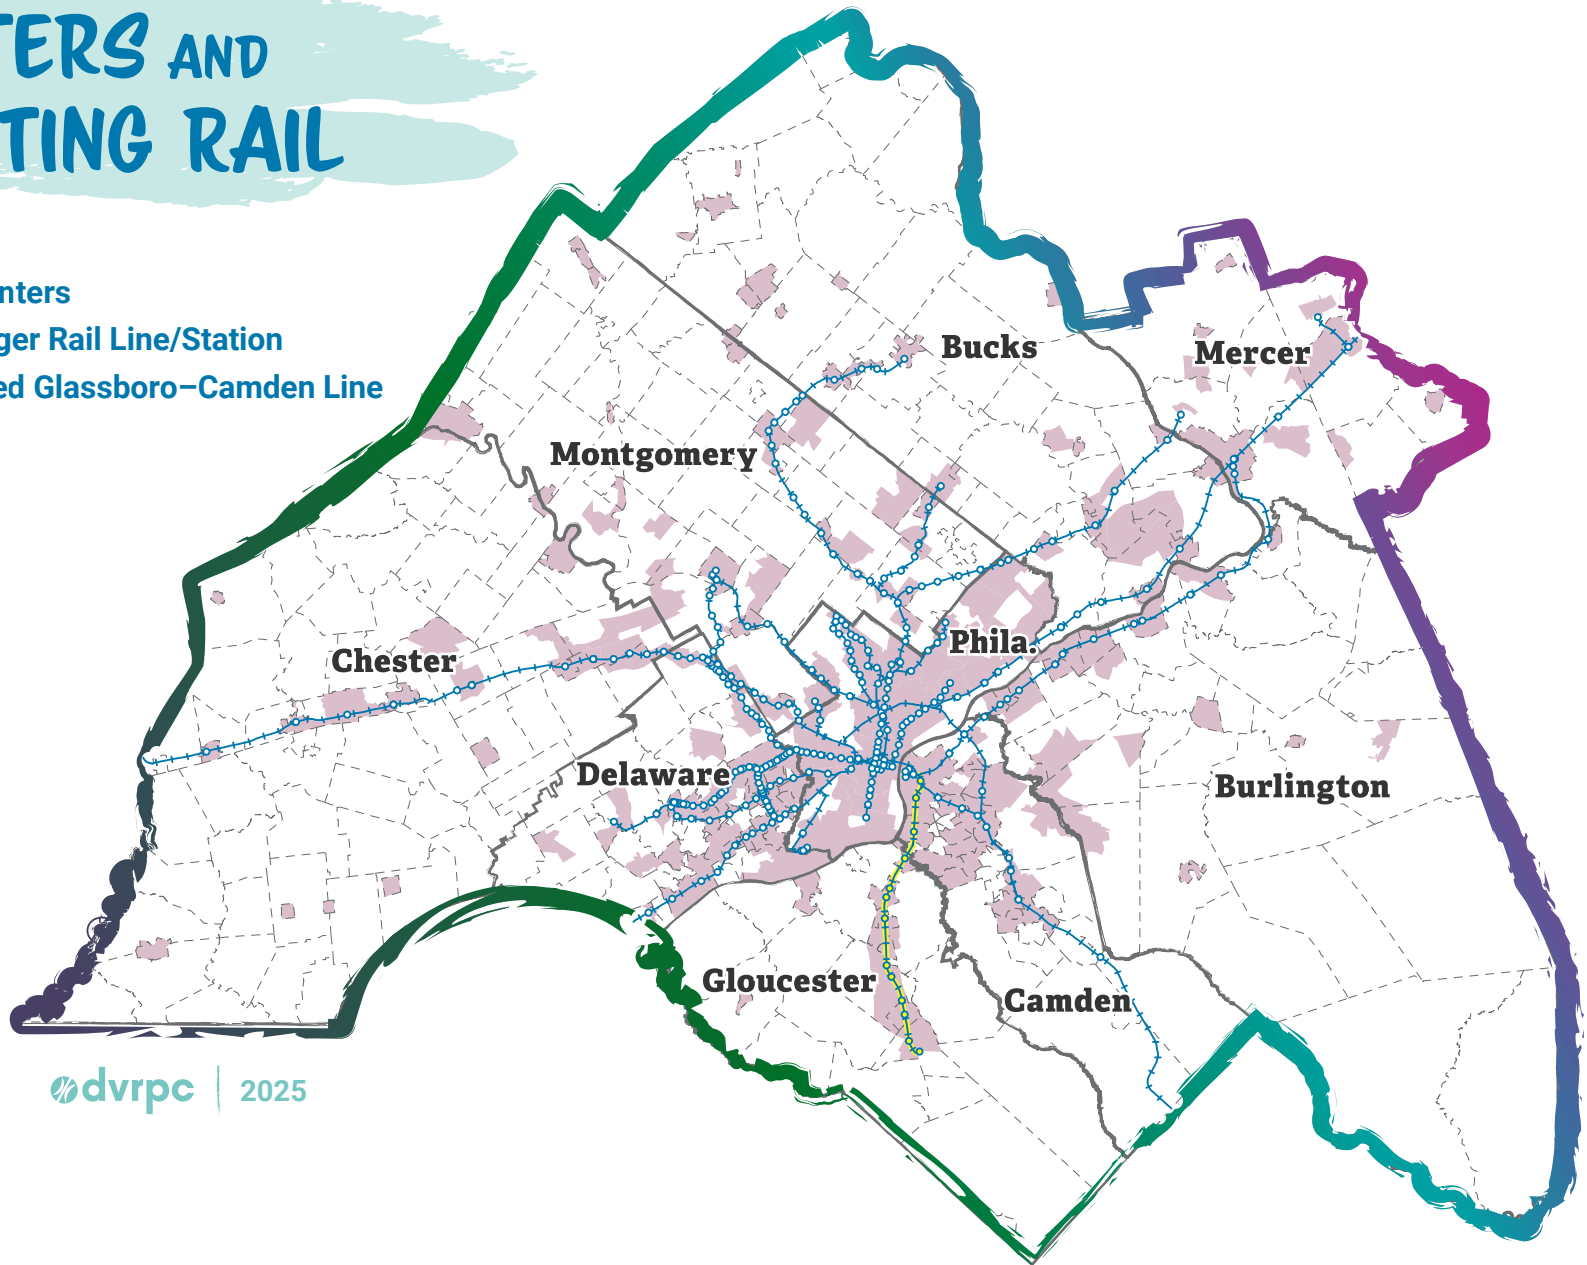 TERS AND
TING RAIL
nters
ger Rail Line/Station
ed Glassboro–Camden Line
Bucks
Mercer
Montgomery
Phila.
Chester
Delaware
Burlington
Gloucester
Camden
dvrpc 2025